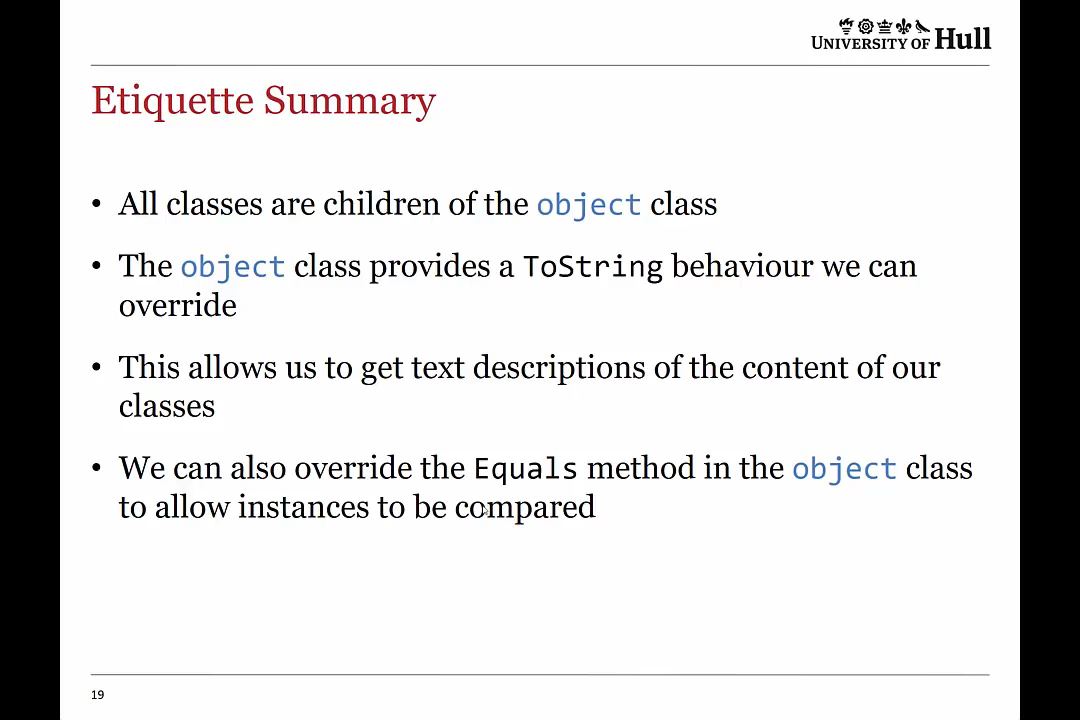 UNIVERSITY OF Hull
Etiquette Summary
• All classes are children of the object class
• The object class provides a ToString behaviour we can
override
• This allows us to get text descriptions of the content of our
classes
• We can also override the Equals method in the object class
to allow instances to be compared
19